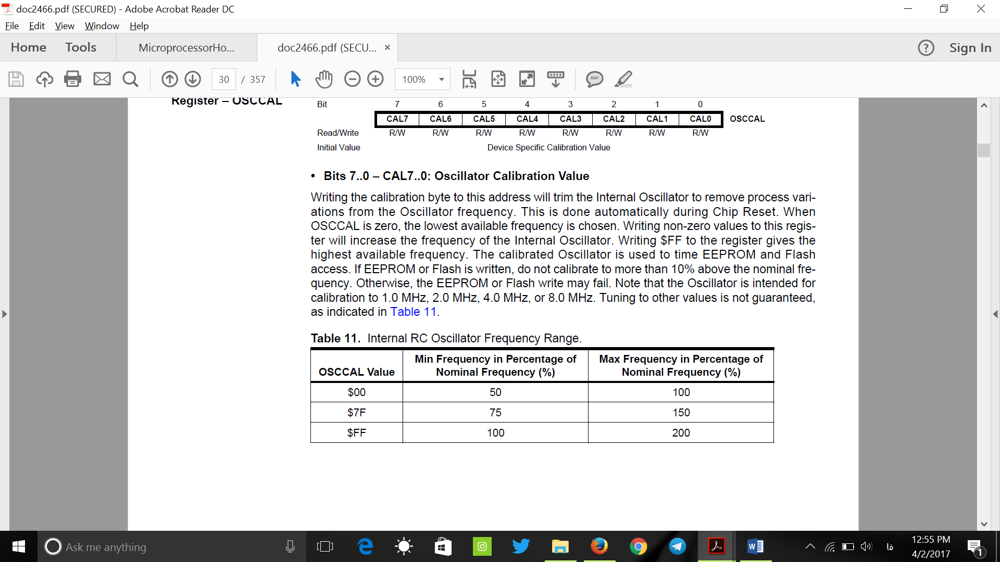 doc2466.pdf (SECURED) - Adobe Acrobat Reader DC
File Edit View Window Help
Home Tools MicroprocessorHo... doc2466.pdf (SECU... × ? Sign In
30 / 357 100%
Register – OSCCAL
Bit 7 6 5 4 3 2 1 0
CAL7 CAL6 CAL5 CAL4 CAL3 CAL2 CAL1 CAL0 OSCCAL
Read/Write R/W R/W R/W R/W R/W R/W R/W R/W
Initial Value Device Specific Calibration Value
• Bits 7..0 – CAL7..0: Oscillator Calibration Value
Writing the calibration byte to this address will trim the Internal Oscillator to remove process vari-
ations from the Oscillator frequency. This is done automatically during Chip Reset. When
OSCCAL is zero, the lowest available frequency is chosen. Writing non-zero values to this regis-
ter will increase the frequency of the Internal Oscillator. Writing $FF to the register gives the
highest available frequency. The calibrated Oscillator is used to time EEPROM and Flash
access. If EEPROM or Flash is written, do not calibrate to more than 10% above the nominal fre-
quency. Otherwise, the EEPROM or Flash write may fail. Note that the Oscillator is intended for
calibration to 1.0 MHz, 2.0 MHz, 4.0 MHz, or 8.0 MHz. Tuning to other values is not guaranteed,
as indicated in Table 11.
Table 11. Internal RC Oscillator Frequency Range.
OSCCAL Value
Min Frequency in Percentage of
Nominal Frequency (%)
Max Frequency in Percentage of
Nominal Frequency (%)
$00 50 100
$7F 75 150
$FF 100 200
Ask me anything
فا
12:55 PM
4/2/2017
1